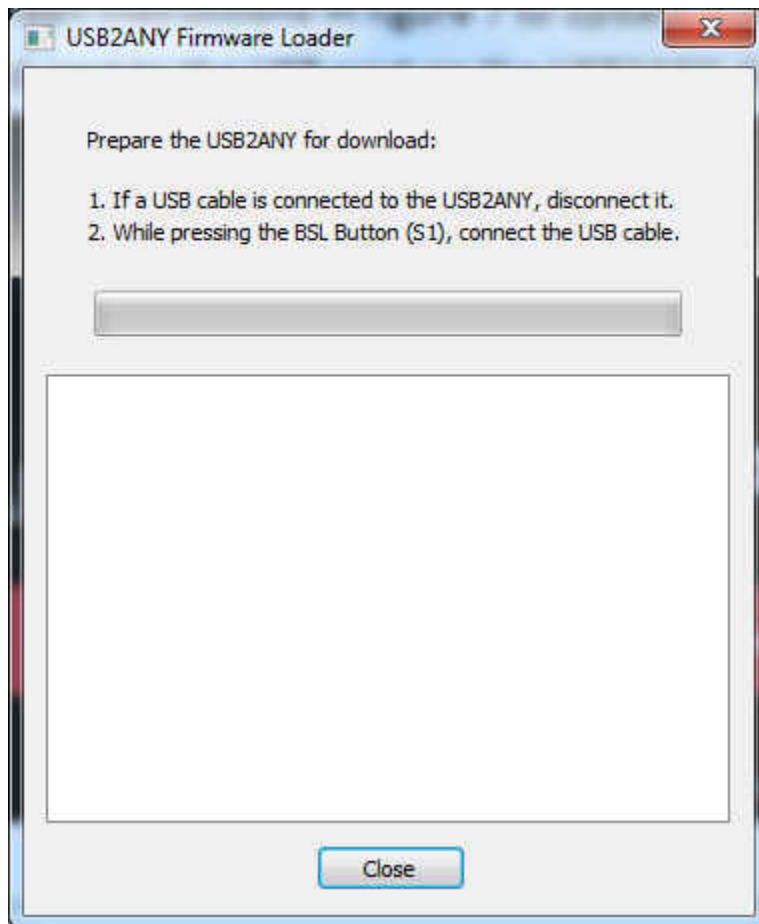 USB2ANY Firmware Loader
Prepare the USB2ANY for download:
1. If a USB cable is connected to the USB2ANY, disconnect it.
2. While pressing the BSL Button (S1), connect the USB cable.
Close